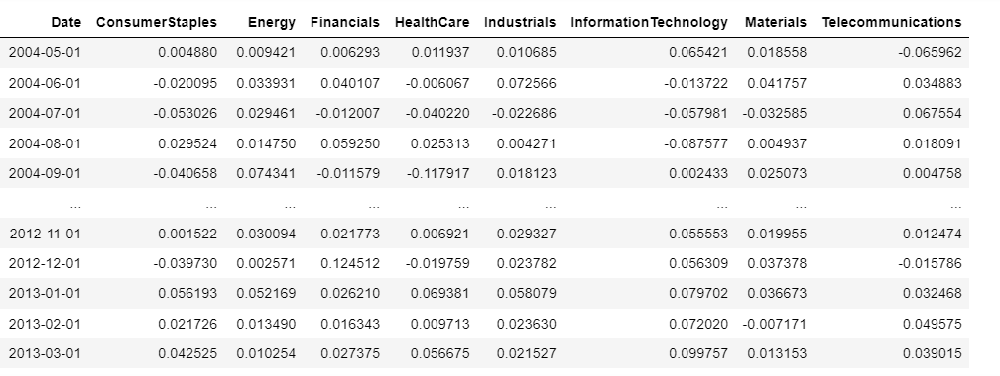 Date ConsumerStaples Energy Financials HealthCare Industrials InformationTechnology Materials Telecommunications
2004-05-01 0.004880 0.009421 0.006293 0.011937 0.010685 0.065421 0.018558 -0.065962
2004-06-01 -0.020095 0.033931 0.040107 -0.006067 0.072566 -0.013722 0.041757 0.034883
2004-07-01 -0.053026 0.029461 -0.012007 -0.040220 -0.022686 -0.057981 -0.032585 0.067554
2004-08-01 0.029524 0.014750 0.059250 0.025313 0.004271 -0.087577 0.004937 0.018091
2004-09-01 -0.040658 0.074341 -0.011579 -0.117917 0.018123 0.002433 0.025073 0.004758
... ... ... ... ... ... ... ... ...
2012-11-01 -0.001522 -0.030094 0.021773 -0.006921 0.029327 -0.055553 -0.019955 -0.012474
2012-12-01 -0.039730 0.002571 0.124512 -0.019759 0.023782 0.056309 0.037378 -0.015786
2013-01-01 0.056193 0.052169 0.026210 0.069381 0.058079 0.079702 0.036673 0.032468
2013-02-01 0.021726 0.013490 0.016343 0.009713 0.023630 0.072020 -0.007171 0.049575
2013-03-01 0.042525 0.010254 0.027375 0.056675 0.021527 0.099757 0.013153 0.039015